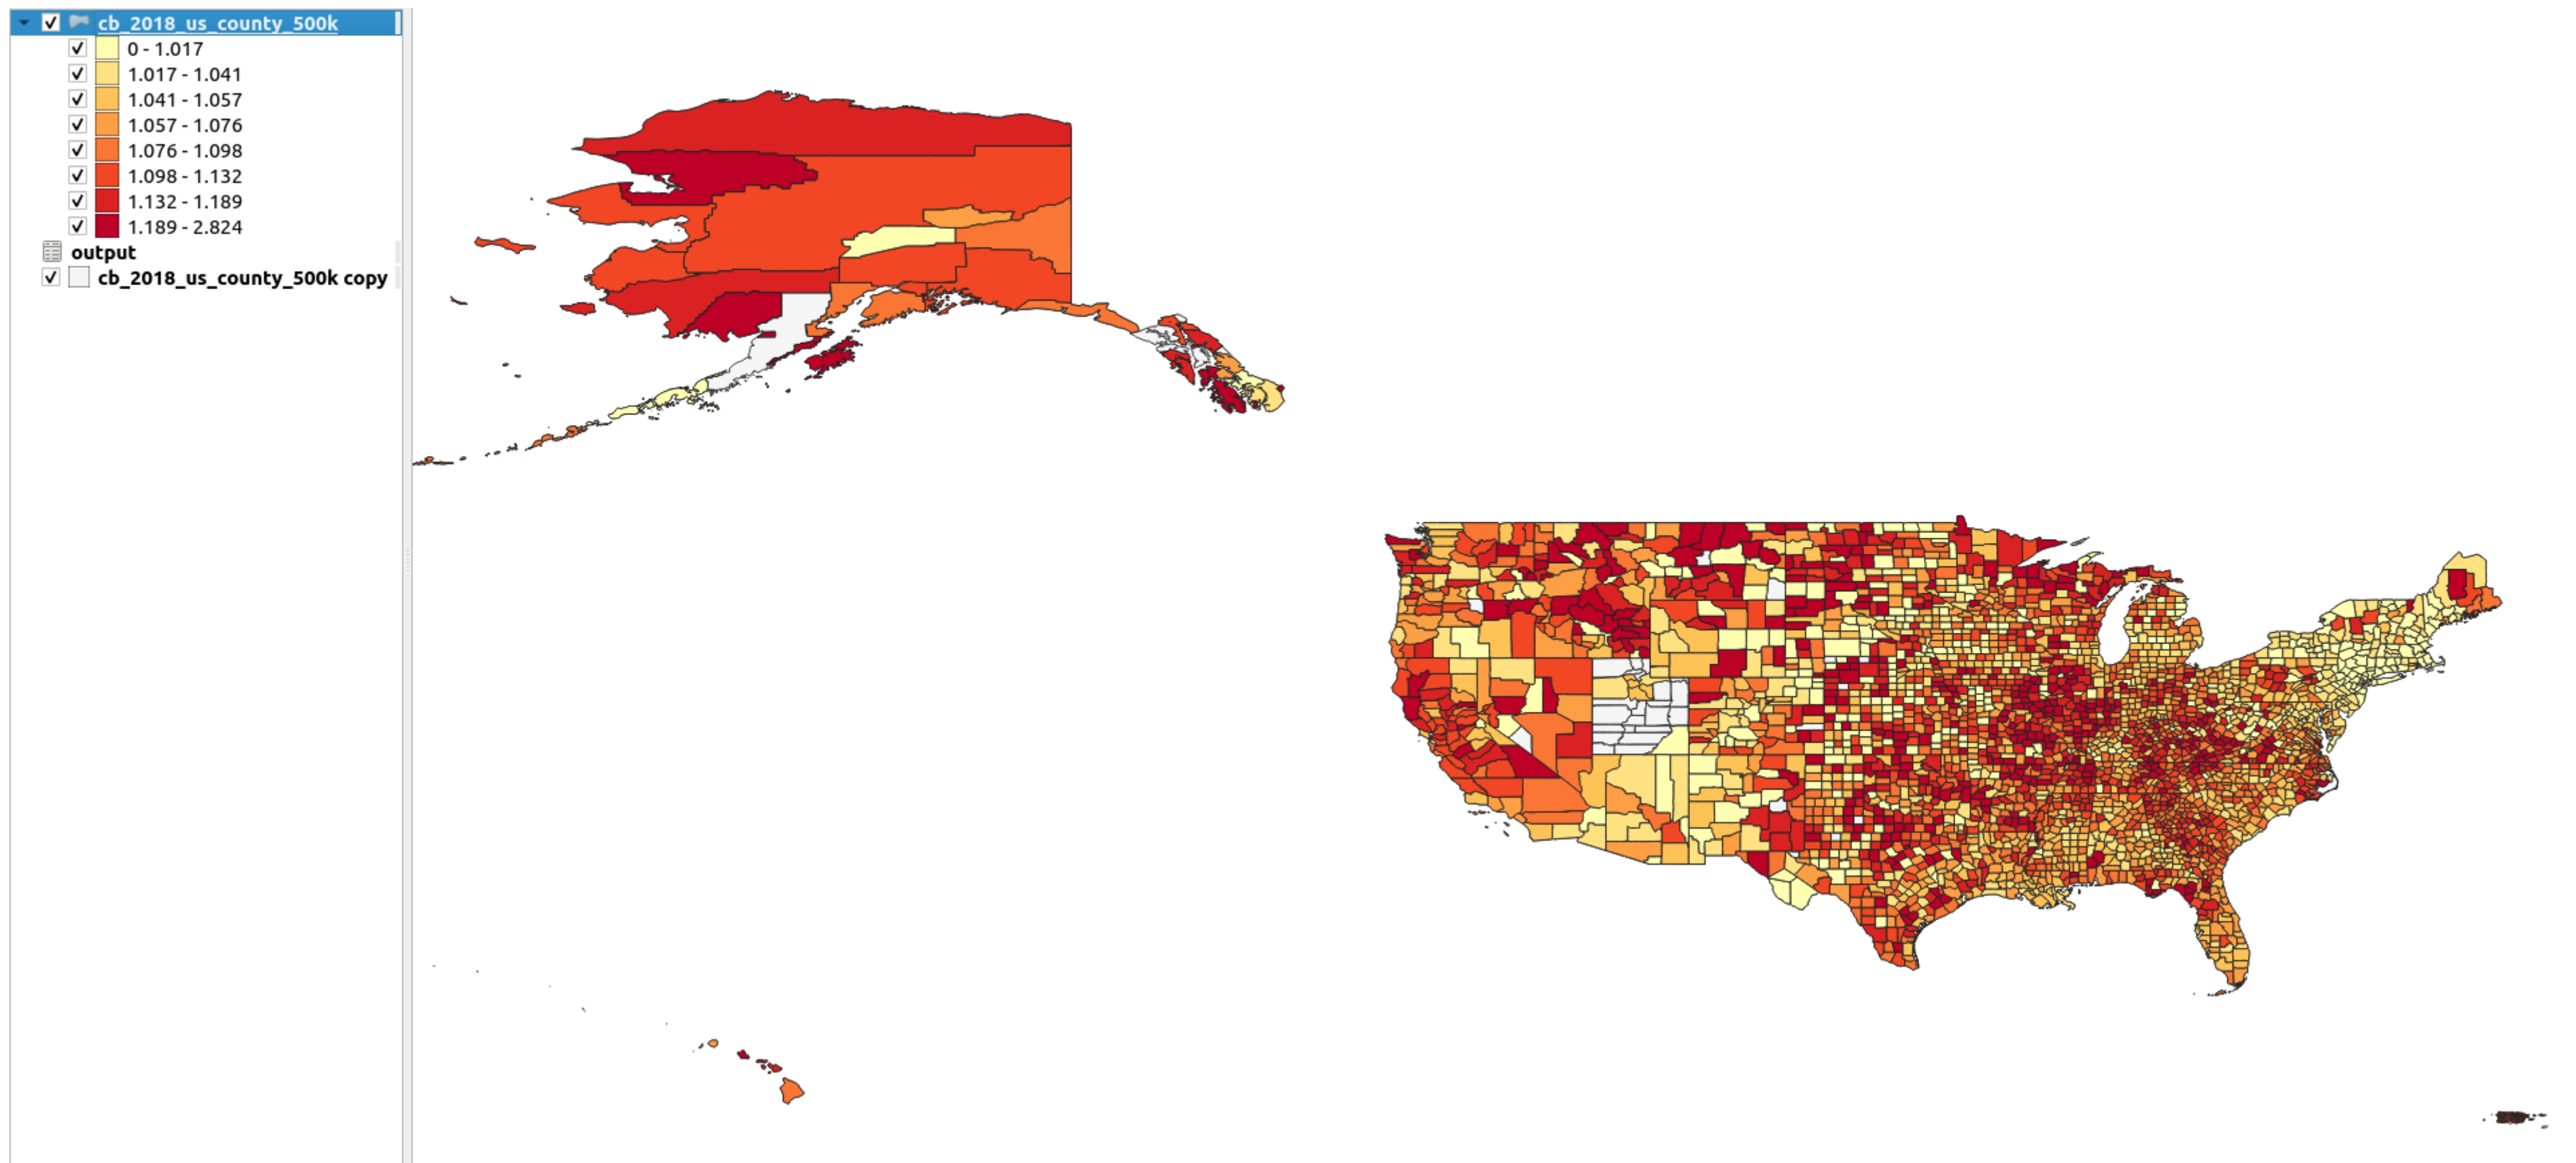 cb_2018_us_county_500k
0 - 1.017
1.017 - 1.041
1.041 - 1.057
1.057 - 1.076
1.076 - 1.098
1.098 - 1.132
1.132 - 1.189
1.189 - 2.824
output
cb_2018_us_county_500k copy